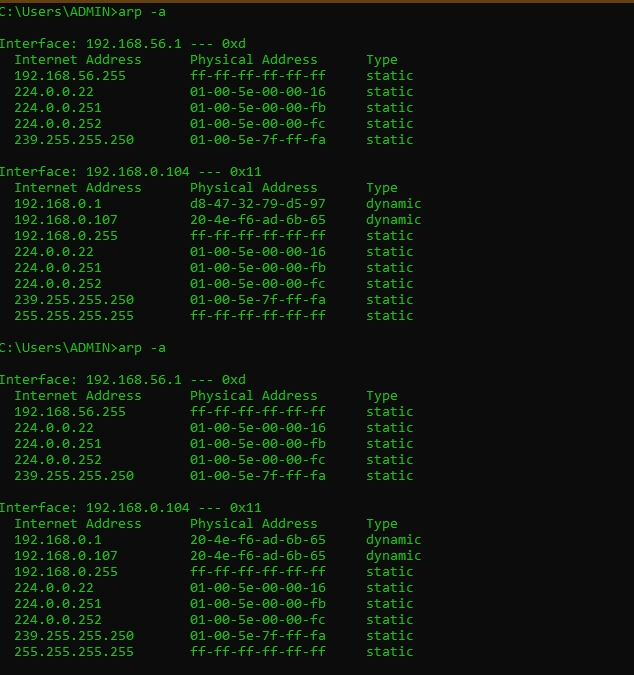 C:\Users\ADMIN>arp -a
Interface: 192.168.56.1 --- 0xd
Internet Address Physical Address Type
192.168.56.255 ff-ff-ff-ff-ff-ff static
224.0.0.22 01-00-5e-00-00-16 static
224.0.0.251 01-00-5e-00-00-fb static
224.0.0.252 01-00-5e-00-00-fc static
239.255.255.250 01-00-5e-7f-ff-fa static
Interface: 192.168.0.104 --- 0x11
Internet Address Physical Address Type
192.168.0.1 d8-47-32-79-d5-97 dynamic
192.168.0.107 20-4e-f6-ad-6b-65 dynamic
192.168.0.255 ff-ff-ff-ff-ff-ff static
224.0.0.22 01-00-5e-00-00-16 static
224.0.0.251 01-00-5e-00-00-fb static
224.0.0.252 01-00-5e-00-00-fc static
239.255.255.250 01-00-5e-7f-ff-fa static
255.255.255.255 ff-ff-ff-ff-ff-ff static
C:\Users\ADMIN>arp -a
Interface: 192.168.56.1 --- 0xd
Internet Address Physical Address Type
192.168.56.255 ff-ff-ff-ff-ff-ff static
224.0.0.22 01-00-5e-00-00-16 static
224.0.0.251 01-00-5e-00-00-fb static
224.0.0.252 01-00-5e-00-00-fc static
239.255.255.250 01-00-5e-7f-ff-fa static
Interface: 192.168.0.104 --- 0x11
Internet Address Physical Address Type
192.168.0.1 20-4e-f6-ad-6b-65 dynamic
192.168.0.107 20-4e-f6-ad-6b-65 dynamic
192.168.0.255 ff-ff-ff-ff-ff-ff static
224.0.0.22 01-00-5e-00-00-16 static
224.0.0.251 01-00-5e-00-00-fb static
224.0.0.252 01-00-5e-00-00-fc static
239.255.255.250 01-00-5e-7f-ff-fa static
255.255.255.255 ff-ff-ff-ff-ff-ff static